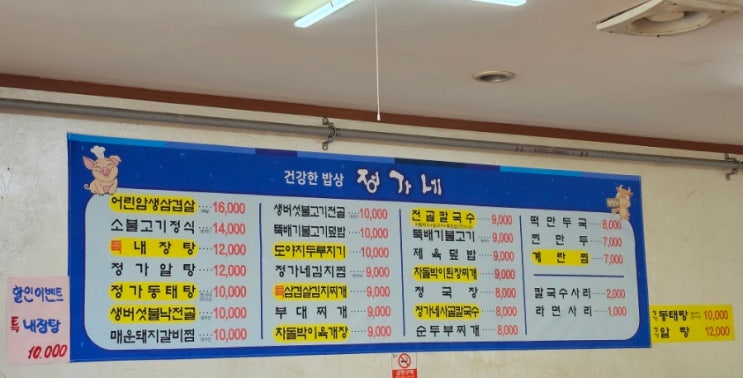 건강한 밥상 정가네
어린암생삼겹살 16,000
소불고기정식 14,000
특내장탕 12,000
정가알탕 12,000
정가동태탕 10,000
생버섯불낙전골 10,000
매운돼지갈비찜 10,000
생버섯불고기전골 10,000
뚝배기불고기덮밥 10,000
도야지두루치기 10,000
정가네김치찜 9,000
특삼겹살김치찌개 9,000
부대찌개 9,000
차돌박이육개장 9,000
전골칼국수 9,000
뚝배기불고기 9,000
제육덮밥 9,000
차돌박이된장찌개 9,000
청국장 8,000
정가네사골칼국수 8,000
순두부찌개 8,000
떡만두국 8,000
찐만두 7,000
계란찜 7,000
칼국수사리 2,000
라면사리 1,000
할인이벤트
특 내장탕
10,000
동태탕 10,000
알탕 12,000